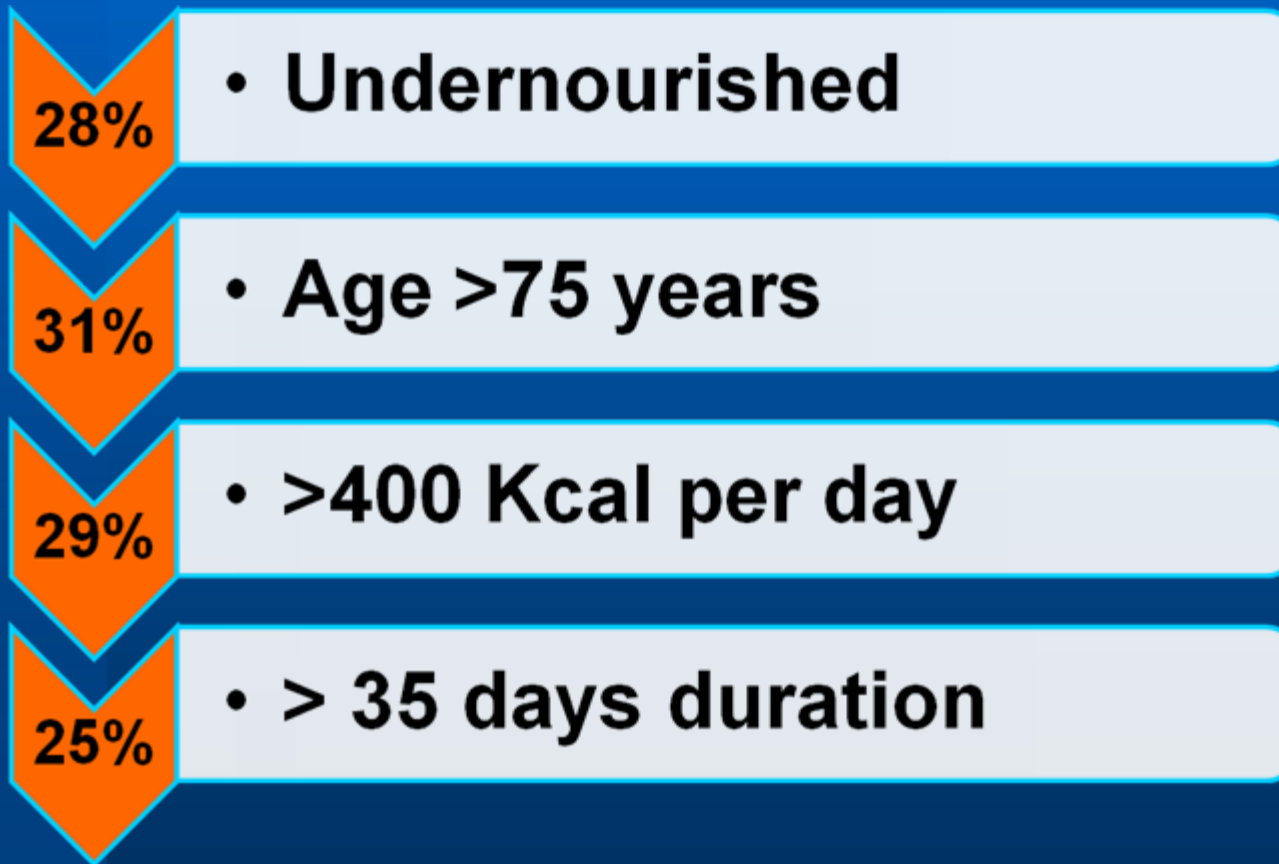 28%
• Undernourished
31%
• Age >75 years
29%
• >400 Kcal per day
25%
• > 35 days duration